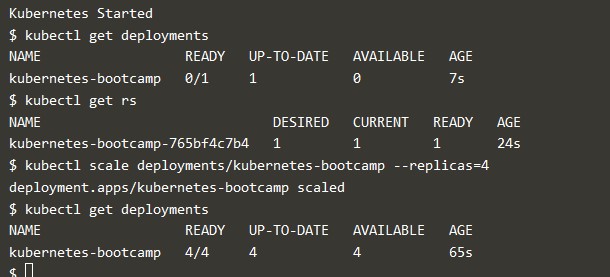 Kubernetes Started
$ kubectl get deployments
NAME                  READY   UP-TO-DATE   AVAILABLE   AGE
kubernetes-bootcamp   0/1     1            0           7s
$ kubectl get rs
NAME                             DESIRED   CURRENT   READY   AGE
kubernetes-bootcamp-765bf4c7b4   1         1         1       24s
$ kubectl scale deployments/kubernetes-bootcamp --replicas=4
deployment.apps/kubernetes-bootcamp scaled
$ kubectl get deployments
NAME                  READY   UP-TO-DATE   AVAILABLE   AGE
kubernetes-bootcamp   4/4     4            4           65s
$